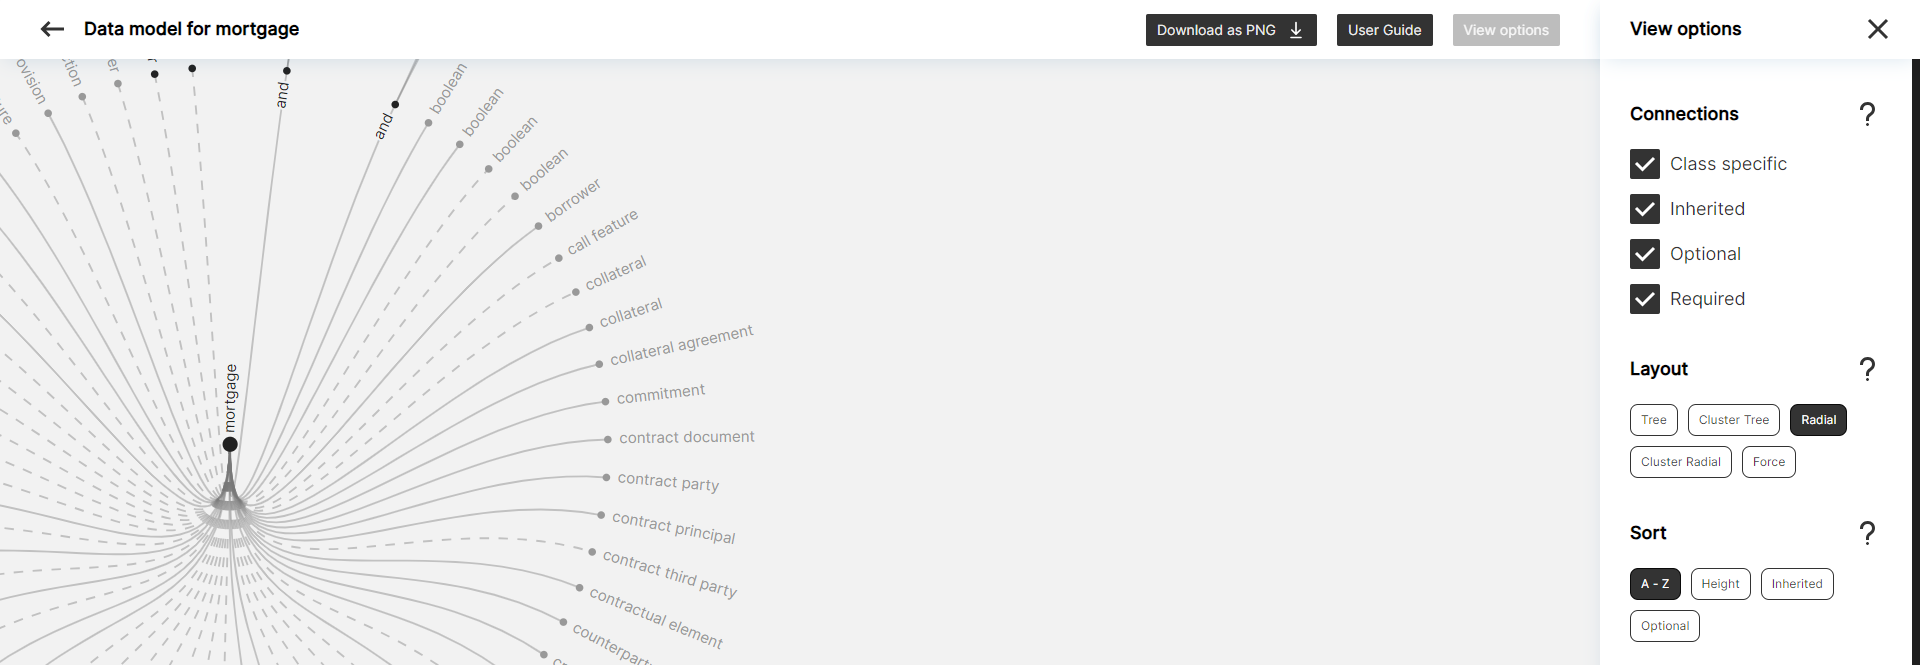 Data model for mortgage
Download as PNG
User Guide
View options
View options
ovision
and
and
boolean
boolean
boolean
boolean
borrower
call feature
collateral
collateral
collateral agreement
commitment
contract document
contract party
contract principal
contract third party
contractual element
mortgage
Connections
?
Class specific
Inherited
Optional
Required
Layout
?
Tree
Cluster Tree
Radial
Cluster Radial
Force
Sort
?
A - Z
Height
Inherited
Optional